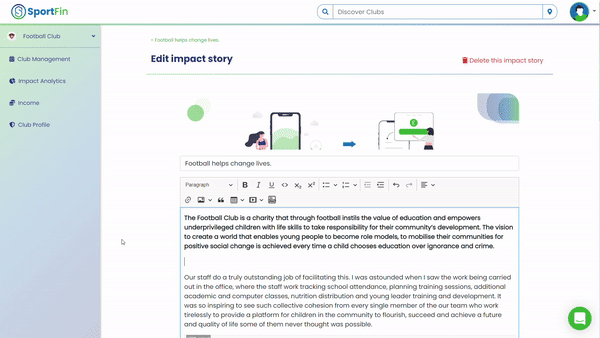 SportFin
Discover Clubs
Football Club
Club Management
Impact Analytics
Income
Club Profile
< Football helps change lives.
Edit impact story
Delete this impact story
Football helps change lives.
Paragraph
B I U <> X₂ X²
The Football Club is a charity that through football instils the value of education and empowers
underprivileged children with life skills to take responsibility for their community's development. The vision
to create a world that enables young people to become role models, to mobilise their communities for
positive social change is achieved every time a child chooses education over ignorance and crime.
Our staff do a truly outstanding job of facilitating this. I was astounded when I saw the work being carried
out in the office, where the staff work tracking school attendance, planning training sessions, additional
academic and computer classes, nutrition distribution and young leader training and development. It
was so inspiring to see such collective cohesion from every single member of the our team who work
tirelessly to provide a platform for children in the community to flourish, succeed and achieve a future
and quality of life some of them never thought was possible.